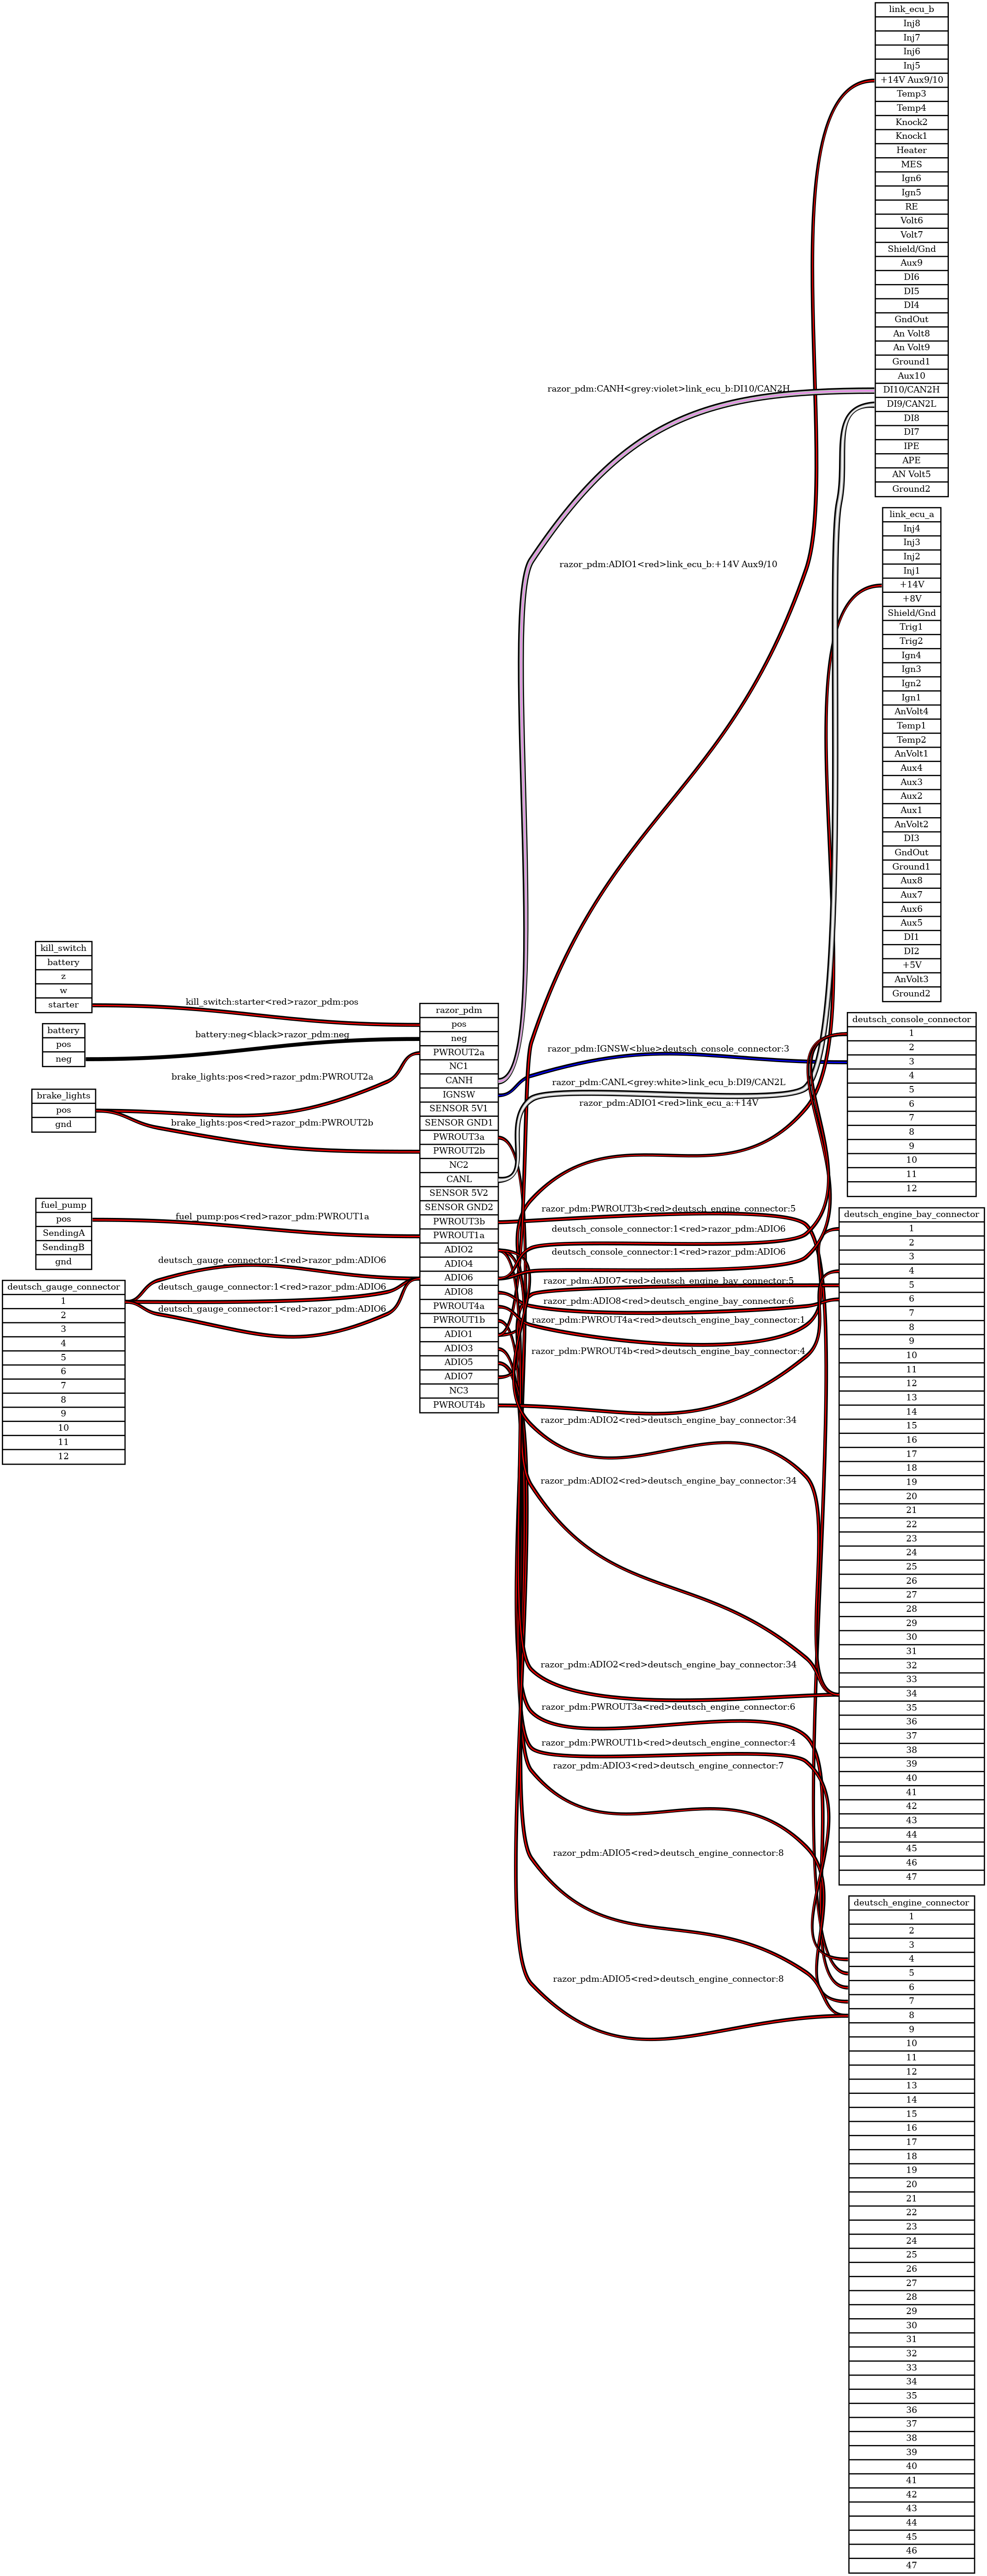 link_ecu_b
Inj8
Inj7
Inj6
Inj5
+14V Aux9/10
Temp3
Temp4
Knock2
Knock1
Heater
MES
Ign6
Ign5
RE
Volt6
Volt7
Shield/Gnd
Aux9
DI6
DI5
DI4
GndOut
An Volt8
An Volt9
Ground1
Aux10
DI10/CAN2H
DI9/CAN2L
DI8
DI7
IPE
APE
AN Volt5
Ground2
link_ecu_a
Inj4
Inj3
Inj2
Inj1
+14V
+8V
Shield/Gnd
Trig1
Trig2
Ign4
Ign3
Ign2
Ign1
AnVolt4
Temp1
Temp2
AnVolt1
Aux4
Aux3
Aux2
Aux1
AnVolt2
DI3
GndOut
Ground1
Aux8
Aux7
Aux6
Aux5
DI1
DI2
+5V
AnVolt3
Ground2
kill_switch
battery
z
w
starter
battery
pos
neg
brake_lights
pos
gnd
fuel_pump
pos
SendingA
SendingB
gnd
deutsch_gauge_connector
1
2
3
4
5
6
7
8
9
10
11
12
kill_switch:starter<red>razor_pdm:pos
battery:neg<black>razor_pdm:neg
brake_lights:pos<red>razor_pdm:PWROUT2a
brake_lights:pos<red>razor_pdm:PWROUT2b
fuel_pump:pos<red>razor_pdm:PWROUT1a
deutsch_gauge_connector:1<red>razor_pdm:ADIO6
deutsch_gauge_connector:1<red>razor_pdm:ADIO6
deutsch_gauge_connector:1<red>razor_pdm:ADIO6
razor_pdm
pos
neg
PWROUT2a
NC1
CANH
IGNSW
SENSOR 5V1
SENSOR GND1
PWROUT3a
PWROUT2b
NC2
CANL
SENSOR 5V2
SENSOR GND2
PWROUT3b
PWROUT1a
ADIO2
ADIO4
ADIO6
ADIO8
PWROUT4a
PWROUT1b
ADIO1
ADIO3
ADIO5
ADIO7
NC3
PWROUT4b
razor_pdm:CANH<grey:violet>link_ecu_b:DI10/CAN2H
razor_pdm:ADIO1<red>link_ecu_b:+14V Aux9/10
razor_pdm:IGNSW<blue>deutsch_console_connector:3
razor_pdm:CANL<grey:white>link_ecu_b:DI9/CAN2L
razor_pdm:ADIO1<red>link_ecu_a:+14V
razor_pdm:PWROUT3b<red>deutsch_engine_connector:5
deutsch_console_connector:1<red>razor_pdm:ADIO6
deutsch_console_connector:1<red>razor_pdm:ADIO6
razor_pdm:ADIO7<red>deutsch_engine_bay_connector:5
razor_pdm:ADIO8<red>deutsch_engine_bay_connector:6
razor_pdm:PWROUT4a<red>deutsch_engine_bay_connector:1
razor_pdm:PWROUT4b<red>deutsch_engine_bay_connector:4
razor_pdm:ADIO2<red>deutsch_engine_bay_connector:34
razor_pdm:ADIO2<red>deutsch_engine_bay_connector:34
razor_pdm:ADIO2<red>deutsch_engine_bay_connector:34
razor_pdm:PWROUT3a<red>deutsch_engine_connector:6
razor_pdm:PWROUT1b<red>deutsch_engine_connector:4
razor_pdm:ADIO3<red>deutsch_engine_connector:7
razor_pdm:ADIO5<red>deutsch_engine_connector:8
razor_pdm:ADIO5<red>deutsch_engine_connector:8
deutsch_console_connector
1
2
3
4
5
6
7
8
9
10
11
12
deutsch_engine_bay_connector
1
2
3
4
5
6
7
8
9
10
11
12
13
14
15
16
17
18
19
20
21
22
23
24
25
26
27
28
29
30
31
32
33
34
35
36
37
38
39
40
41
42
43
44
45
46
47
deutsch_engine_connector
1
2
3
4
5
6
7
8
9
10
11
12
13
14
15
16
17
18
19
20
21
22
23
24
25
26
27
28
29
30
31
32
33
34
35
36
37
38
39
40
41
42
43
44
45
46
47